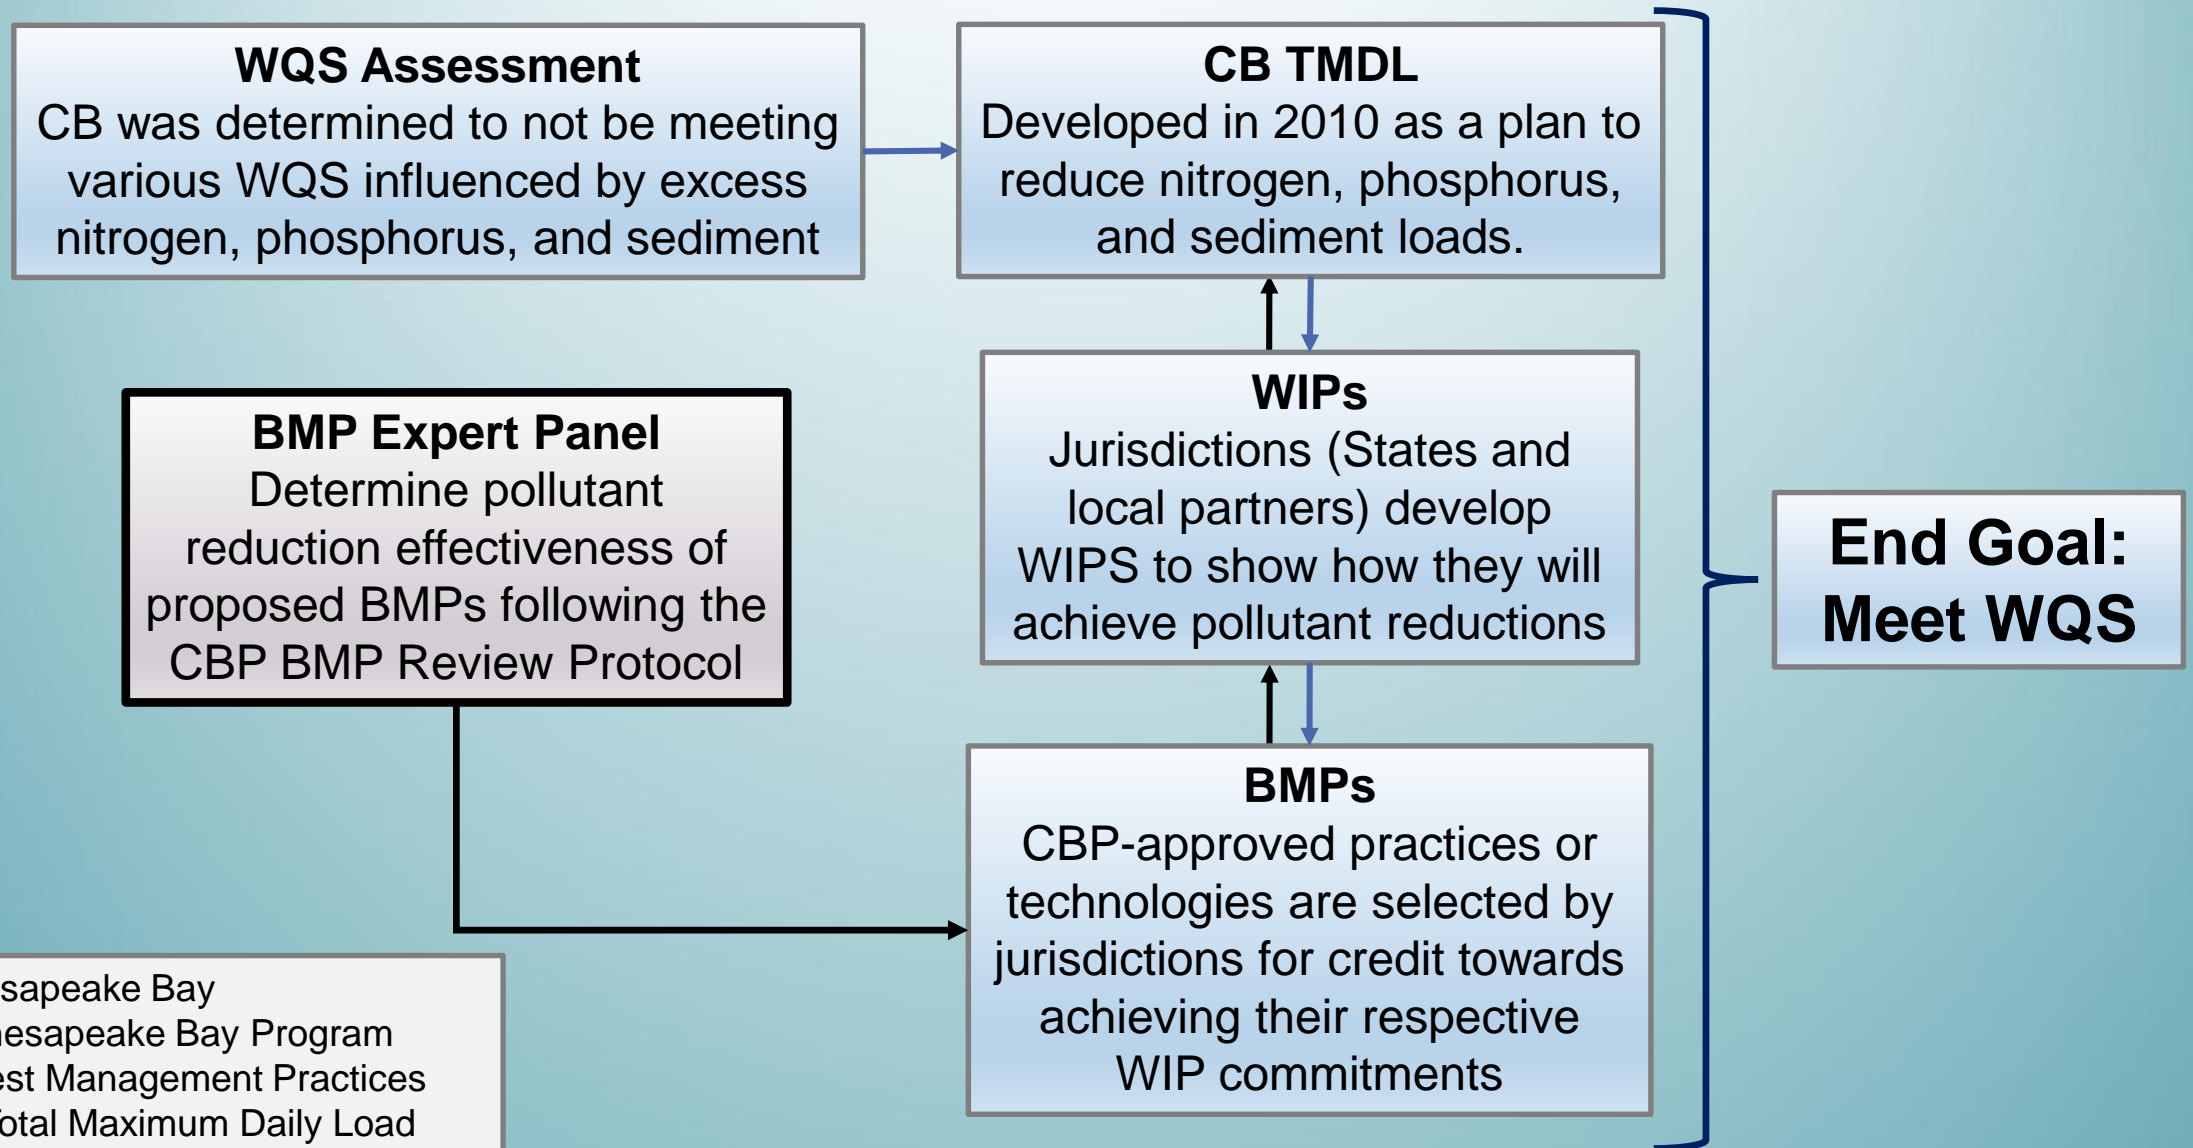 WQS Assessment
CB was determined to not be meeting
various WQS influenced by excess
nitrogen, phosphorus, and sediment
CB TMDL
Developed in 2010 as a plan to
reduce nitrogen, phosphorus,
and sediment loads.
WIPs
Jurisdictions (States and
local partners) develop
WIPS to show how they will
achieve pollutant reductions
BMP Expert Panel
Determine pollutant
reduction effectiveness of
proposed BMPs following the
CBP BMP Review Protocol
End Goal:
Meet WQS
BMPs
CBP-approved practices or
technologies are selected by
jurisdictions for credit towards
achieving their respective
WIP commitments
sapeake Bay
esapeake Bay Program
est Management Practices
otal Maximum Daily Load